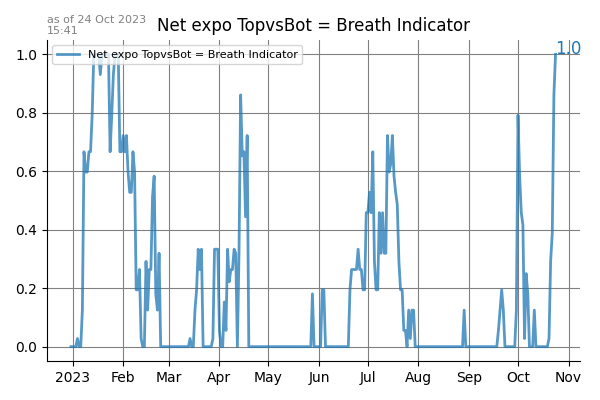 as of 24 Oct 2023
15:41
Net expo TopvsBot = Breath Indicator
1.0
Net expo TopvsBot = Breath Indicator
1.0
0.8
0.6
0.4
0.2
0.0
2023 Feb Mar Apr May Jun Jul Aug Sep Oct Nov